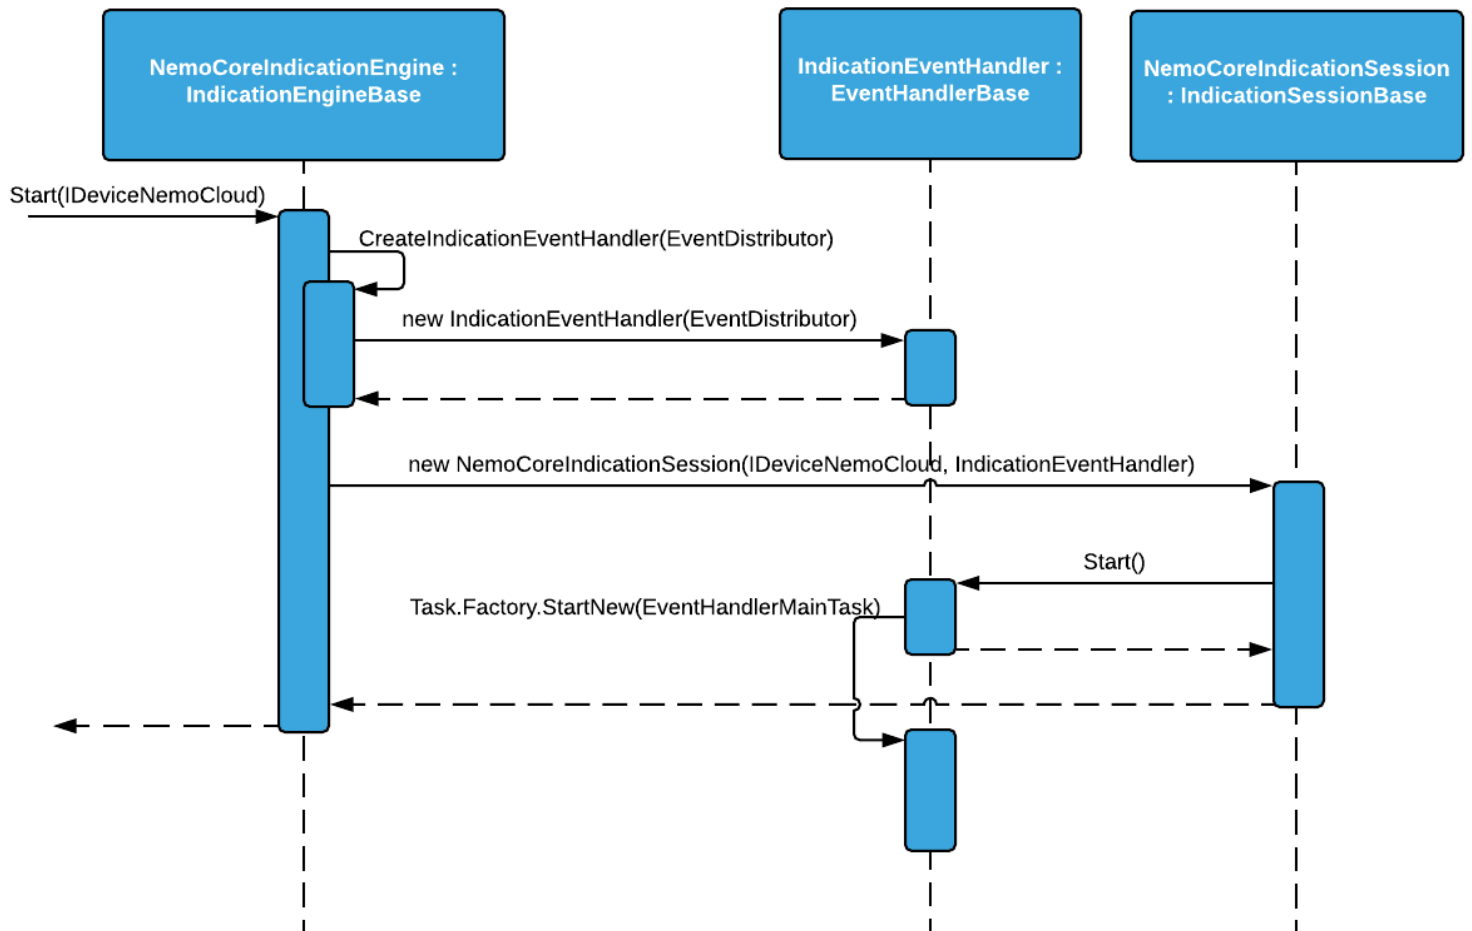 NemoCoreIndicationEngine :
IndicationEngineBase
IndicationEventHandler :
EventHandlerBase
NemoCoreIndicationSession
: IndicationSessionBase
Start(IDeviceNemoCloud)
CreateIndicationEventHandler(EventDistributor)
new IndicationEventHandler(EventDistributor)
new NemoCoreIndicationSession(IDeviceNemoCloud, IndicationEventHandler)
Start()
Task.Factory.StartNew(EventHandlerMainTask)